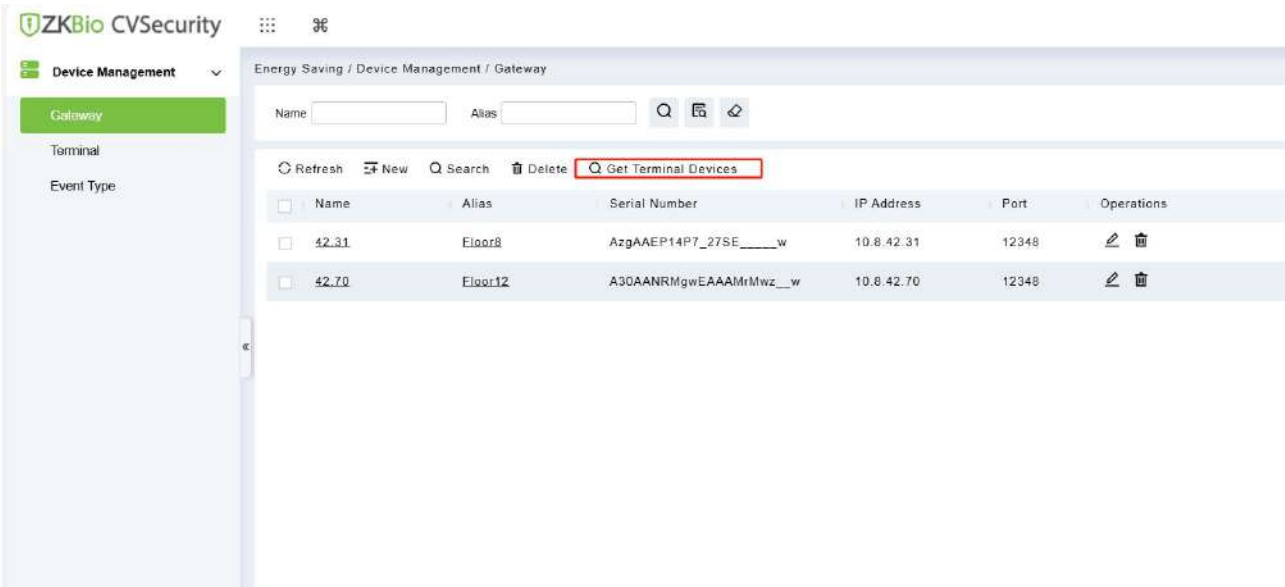 ZKBio CVSecurity
Device Management
Gateway
Terminal
Event Type
Energy Saving / Device Management / Gateway
Name Alias
Refresh New Search Delete Get Terminal Devices
Name Alias Serial Number IP Address Port Operations
42.31 Floor8 AzgAAEP14P7_27SE_____w 10.8.42.31 12348
42.70 Floor12 A30AANRMgwEAAAMrMwz__w 10.8.42.70 12348